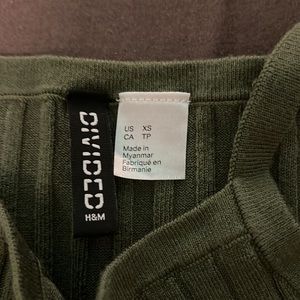 DIVIDED
H&M
US XS
CA TP
Made in
Myanmar
Fabriqué en
Birmanie